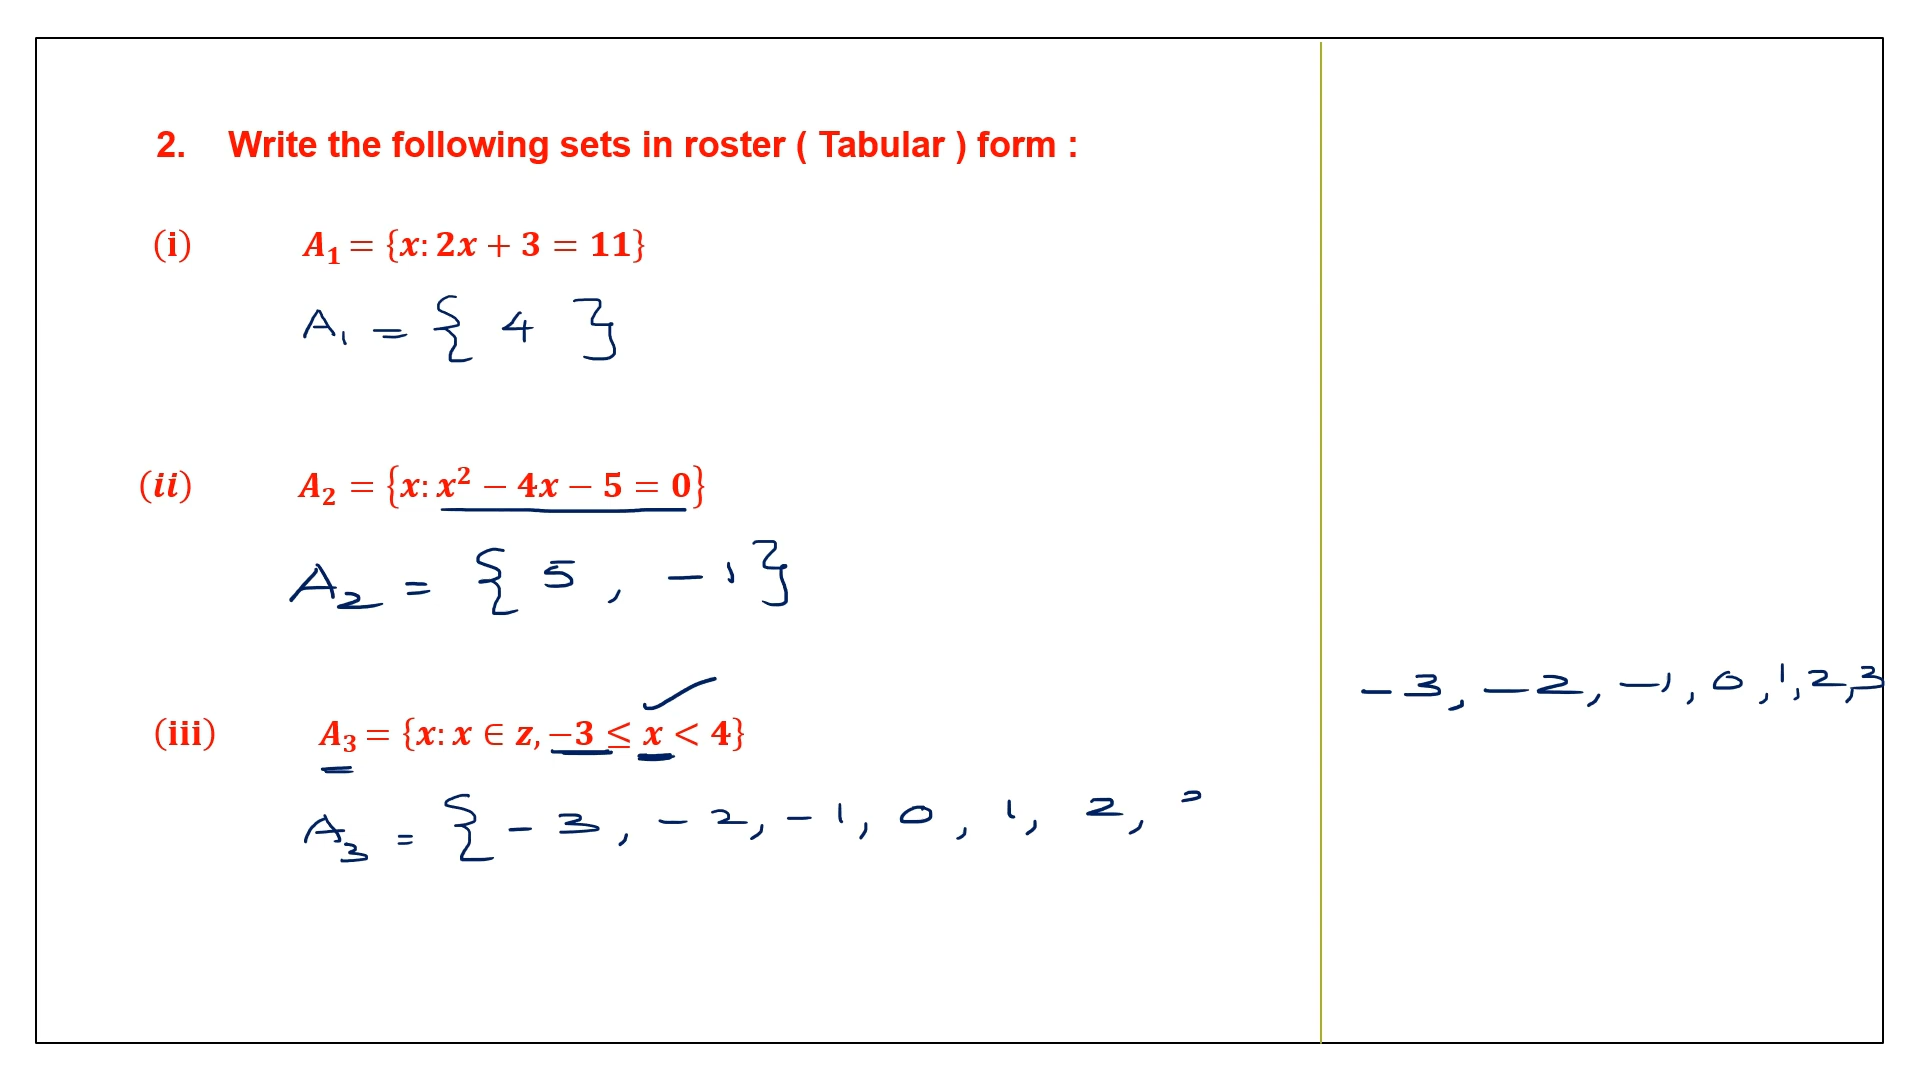 2. Write the following sets in roster ( Tabular ) form :
(i) A₁ = {x: 2x + 3 = 11}
A₁ = { 4 }
(ii) A₂ = {x: x² − 4x − 5 = 0}
A₂ = { 5 , −1 }
(iii) A₃ = {x: x ∈ z, −3 ≤ x < 4}
A₃ = { −3, −2, −1, 0, 1, 2,
−3, −2, −1, 0, 1, 2, 3